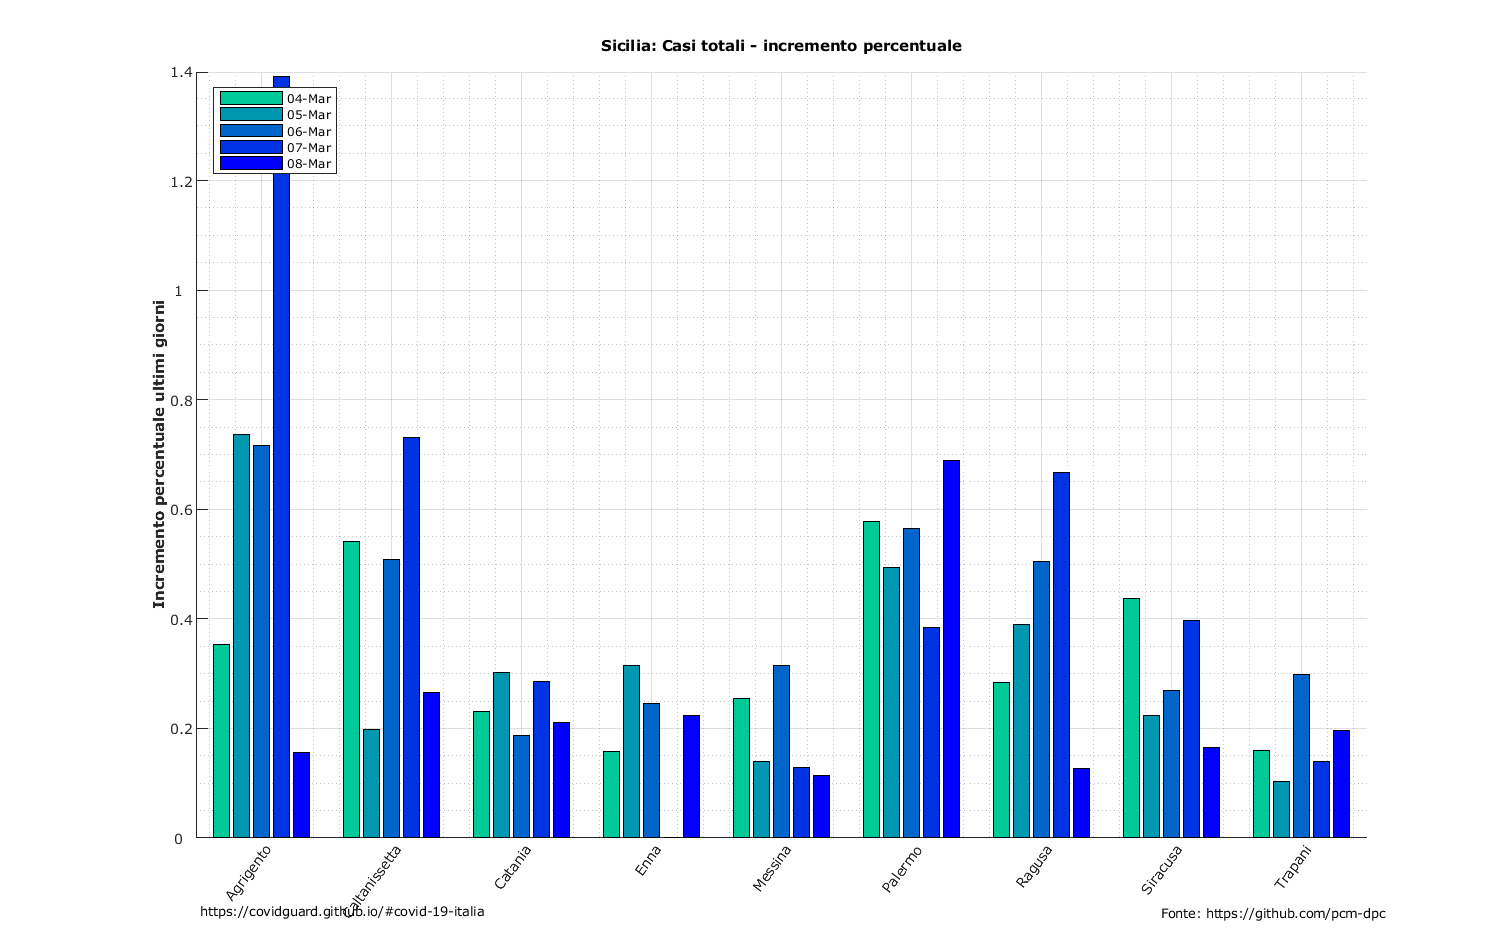 Sicilia: Casi totali - incremento percentuale
Incremento percentuale ultimi giorni
1.4
1.2
1
0.8
0.6
0.4
0.2
0
04-Mar
05-Mar
06-Mar
07-Mar
08-Mar
Agrigento
Caltanissetta
Catania
Enna
Messina
Palermo
Ragusa
Siracusa
Trapani
https://covidguard.github.io/#covid-19-italia
Fonte: https://github.com/pcm-dpc